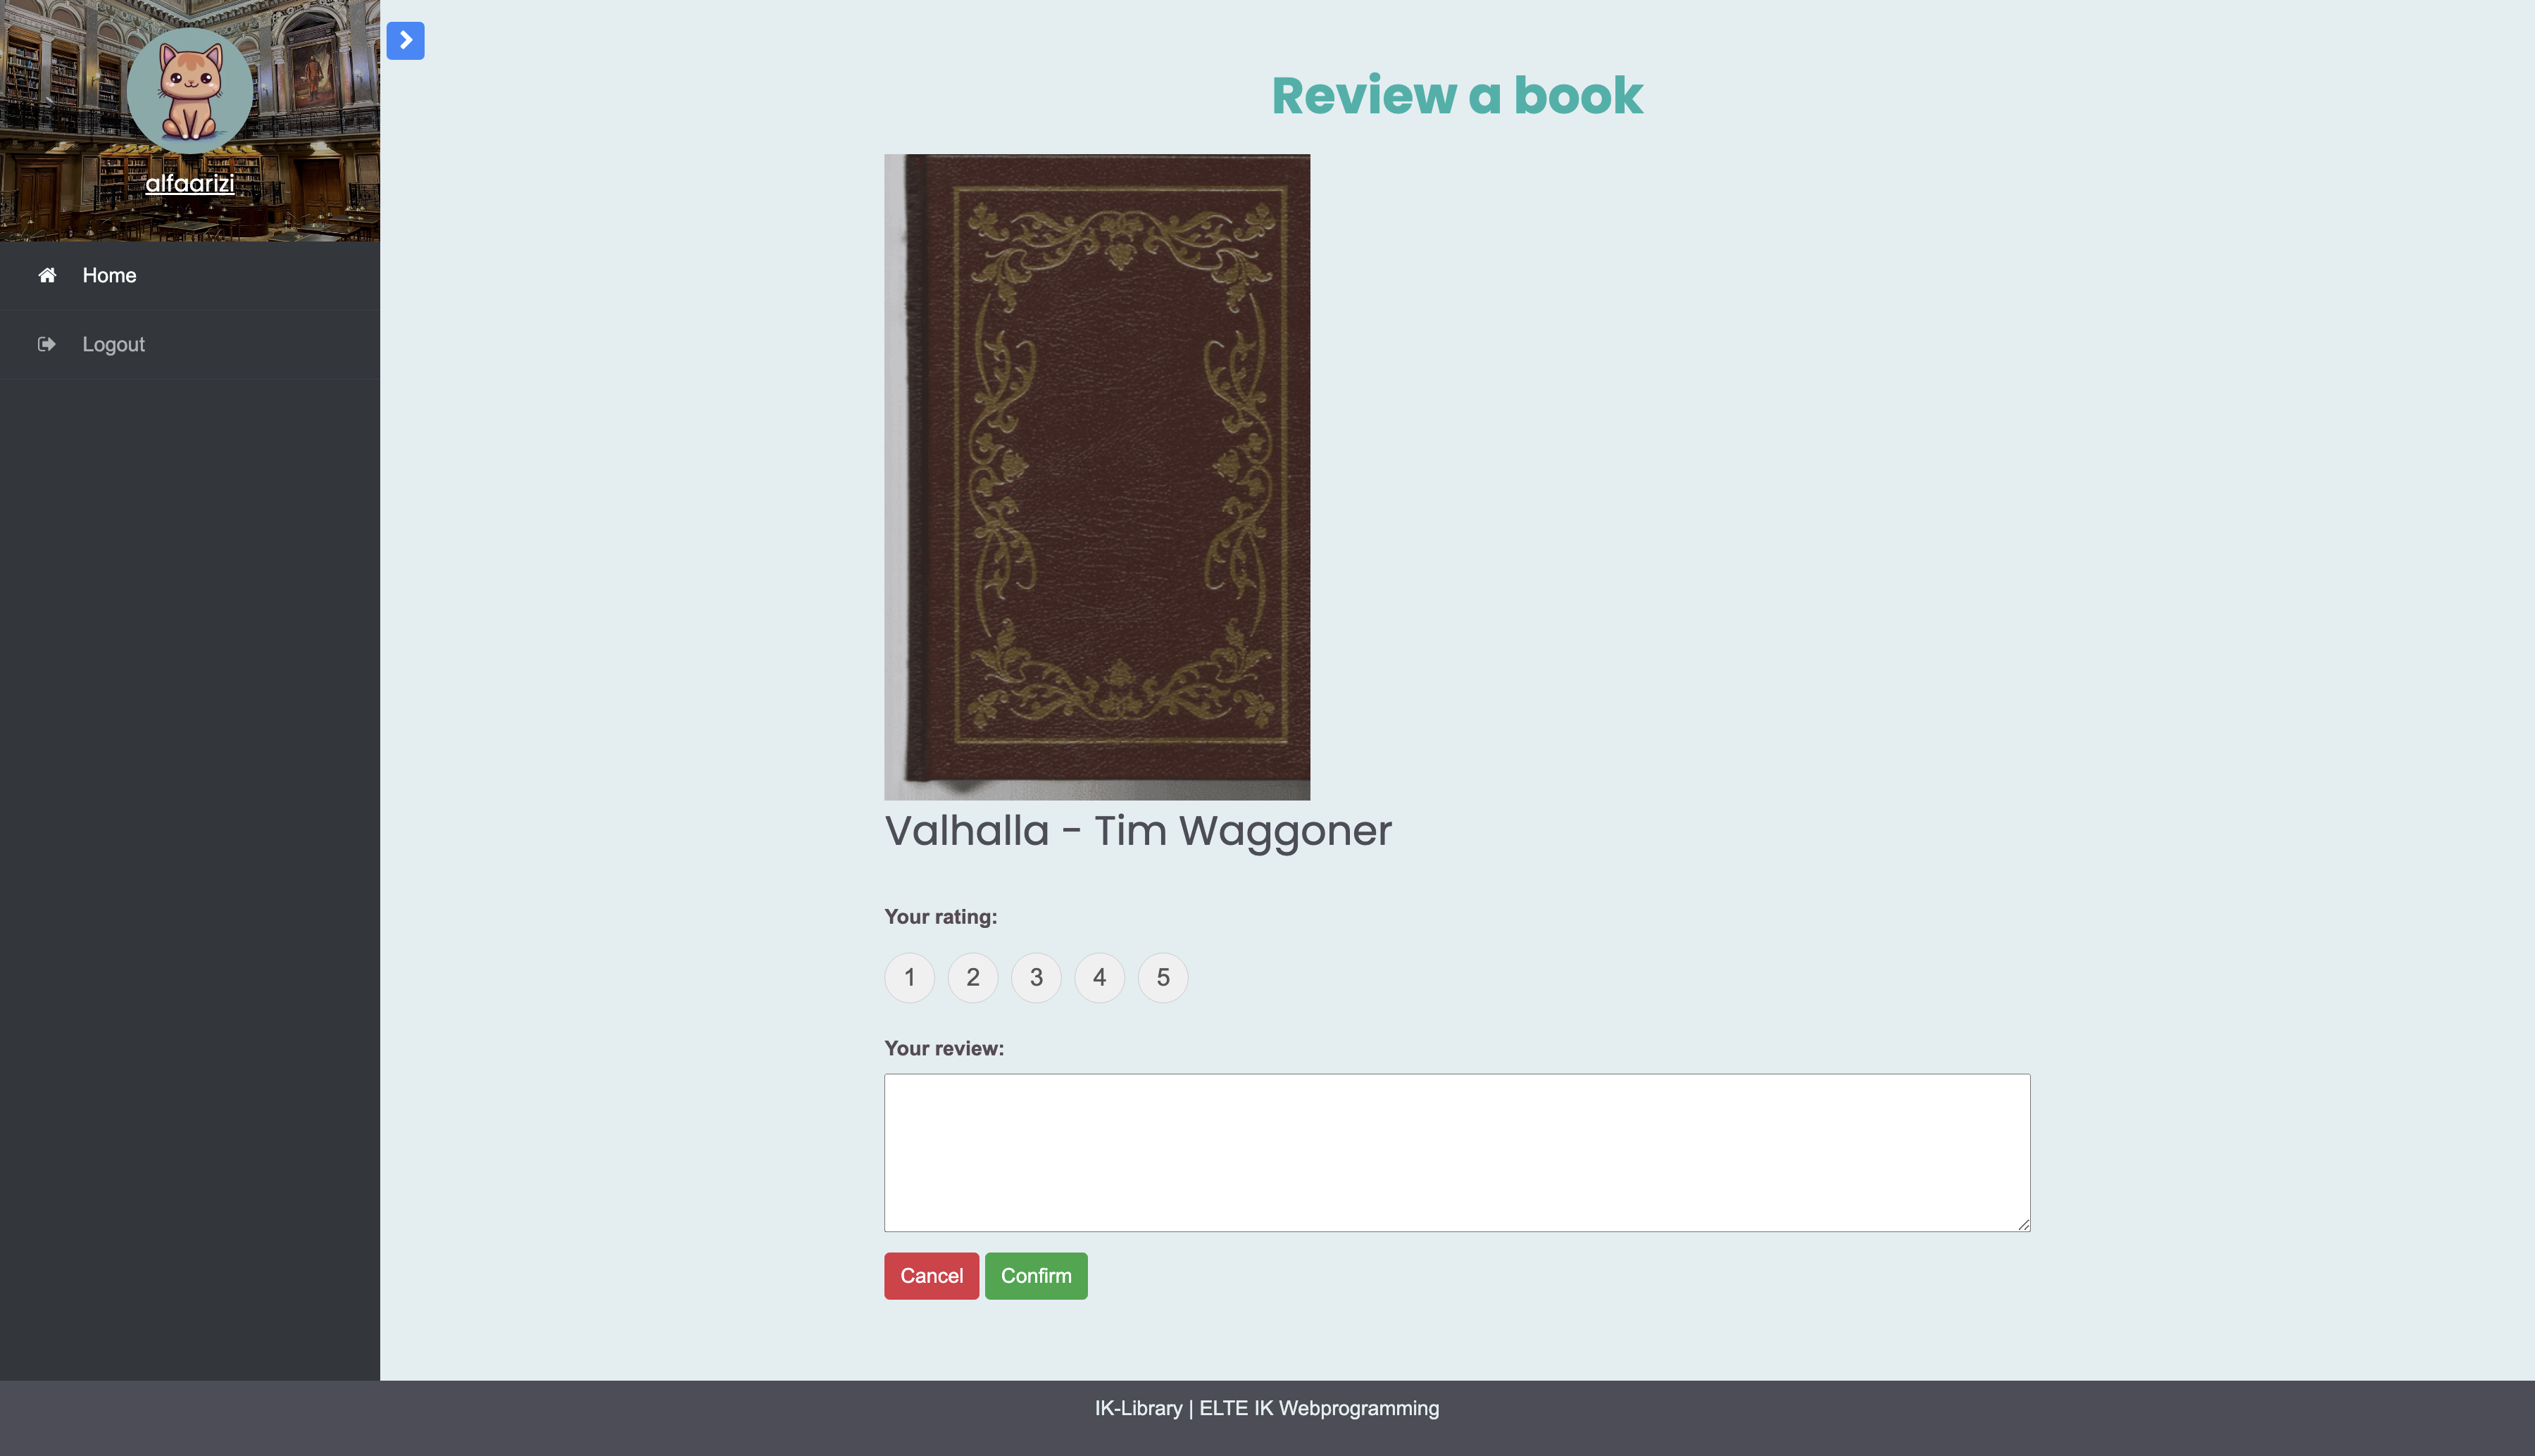 alfaarizi
Home
Logout
Review a book
Valhalla - Tim Waggoner
Your rating:
1 2 3 4 5
Your review:
Cancel Confirm
IK-Library | ELTE IK Webprogramming